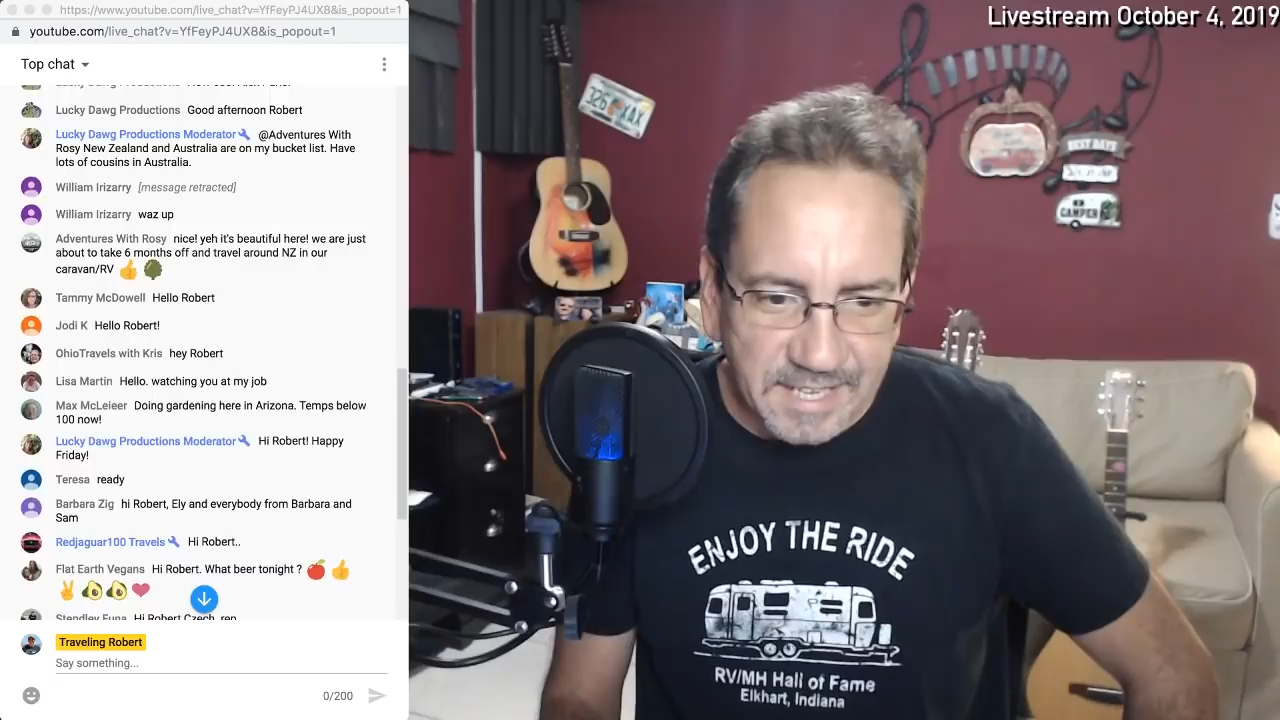 https://www.youtube.com/live_chat?v=YfFeyPJ4UX8&is_popout=1
youtube.com/live_chat?v=YfFeyPJ4UX8&is_popout=1
Top chat
Lucky Dawg Productions Good afternoon Robert
Lucky Dawg Productions Moderator @Adventures With
Rosy New Zealand and Australia are on my bucket list. Have
lots of cousins in Australia.
William Irizarry [message retracted]
William Irizarry waz up
Adventures With Rosy nice! yeh it's beautiful here! we are just
about to take 6 months off and travel around NZ in our
caravan/RV
Tammy McDowell Hello Robert
Jodi K Hello Robert!
OhioTravels with Kris hey Robert
Lisa Martin Hello. watching you at my job
Max McLeieer Doing gardening here in Arizona. Temps below
100 now!
Lucky Dawg Productions Moderator Hi Robert! Happy
Friday!
Teresa ready
Barbara Zig hi Robert, Ely and everybody from Barbara and
Sam
Redjaguar100 Travels Hi Robert..
Flat Earth Vegans Hi Robert. What beer tonight ?
Traveling Robert
Say something...
0/200
Livestream October 4, 2019
BEST DAYS
CAMPER
ENJOY THE RIDE
RV/MH Hall of Fame
Elkhart, Indiana